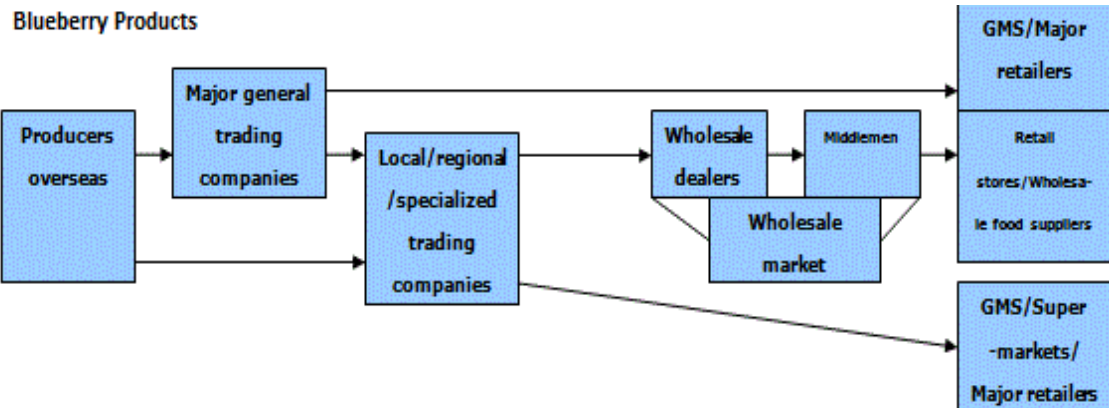 Blueberry Products
Producers
overseas
Major general
trading
companies
Local/regional
/specialized
trading
companies
Wholesale
dealers
Middlemen
Wholesale
market
GMS/Major
retailers
Retail
stores/Wholesa-
le food suppliers
GMS/Super
-markets/
Major retailers